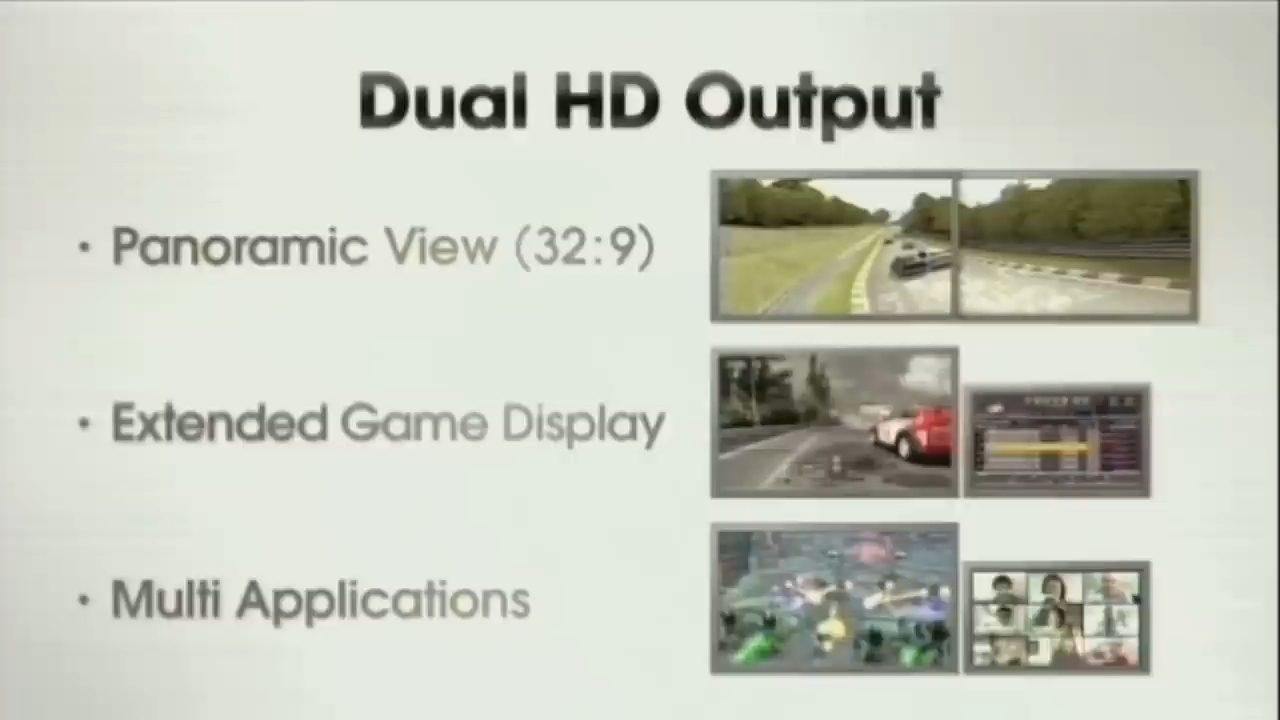 Dual HD Output
• Panoramic View (32:9)
• Extended Game Display
• Multi Applications